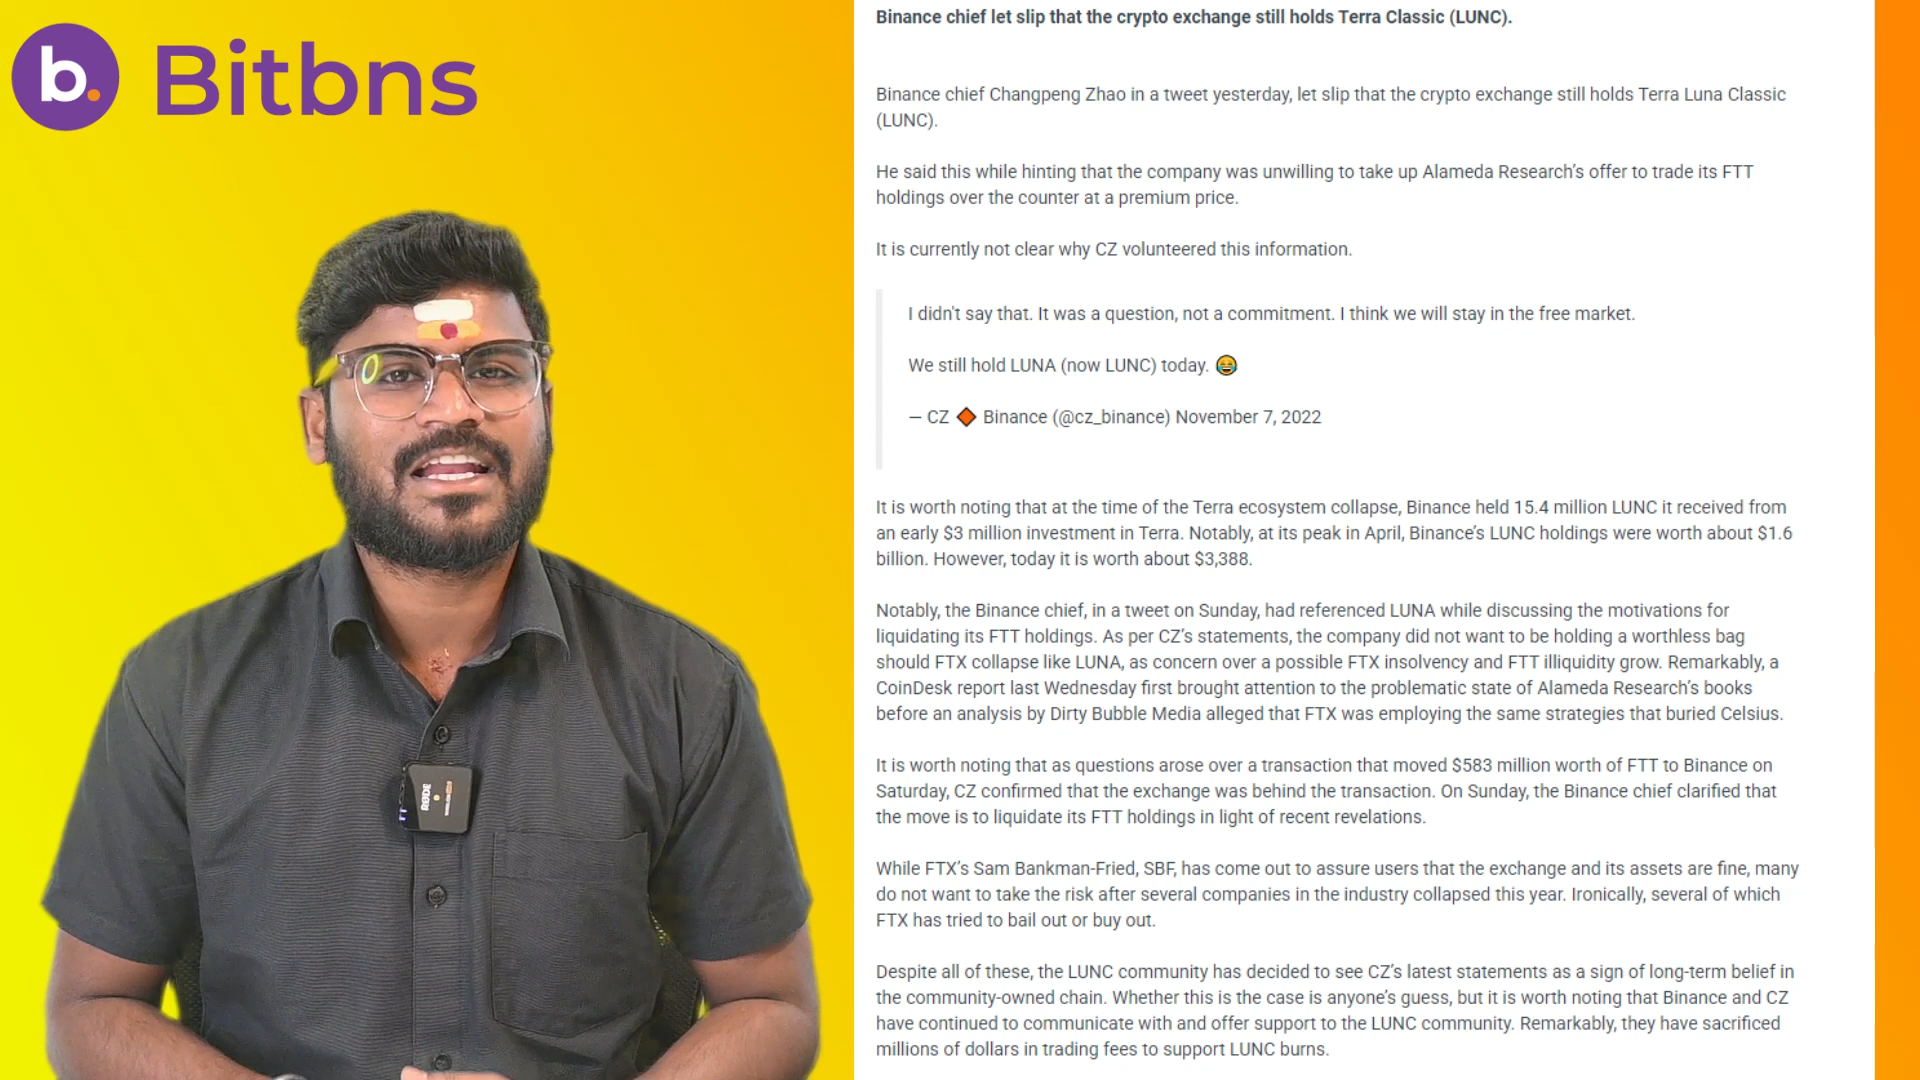 b.
Bitbns
RØDE
Binance chief let slip that the crypto exchange still holds Terra Classic (LUNC).
Binance chief Changpeng Zhao in a tweet yesterday, let slip that the crypto exchange still holds Terra Luna Classic
(LUNC).
He said this while hinting that the company was unwilling to take up Alameda Research’s offer to trade its FTT
holdings over the counter at a premium price.
It is currently not clear why CZ volunteered this information.
I didn't say that. It was a question, not a commitment. I think we will stay in the free market.
We still hold LUNA (now LUNC) today. 😂
— CZ 🔶 Binance (@cz_binance) November 7, 2022
It is worth noting that at the time of the Terra ecosystem collapse, Binance held 15.4 million LUNC it received from
an early $3 million investment in Terra. Notably, at its peak in April, Binance’s LUNC holdings were worth about $1.6
billion. However, today it is worth about $3,388.
Notably, the Binance chief, in a tweet on Sunday, had referenced LUNA while discussing the motivations for
liquidating its FTT holdings. As per CZ’s statements, the company did not want to be holding a worthless bag
should FTX collapse like LUNA, as concern over a possible FTX insolvency and FTT illiquidity grow. Remarkably, a
CoinDesk report last Wednesday first brought attention to the problematic state of Alameda Research’s books
before an analysis by Dirty Bubble Media alleged that FTX was employing the same strategies that buried Celsius.
It is worth noting that as questions arose over a transaction that moved $583 million worth of FTT to Binance on
Saturday, CZ confirmed that the exchange was behind the transaction. On Sunday, the Binance chief clarified that
the move is to liquidate its FTT holdings in light of recent revelations.
While FTX’s Sam Bankman-Fried, SBF, has come out to assure users that the exchange and its assets are fine, many
do not want to take the risk after several companies in the industry collapsed this year. Ironically, several of which
FTX has tried to bail out or buy out.
Despite all of these, the LUNC community has decided to see CZ’s latest statements as a sign of long-term belief in
the community-owned chain. Whether this is the case is anyone’s guess, but it is worth noting that Binance and CZ
have continued to communicate with and offer support to the LUNC community. Remarkably, they have sacrificed
millions of dollars in trading fees to support LUNC burns.